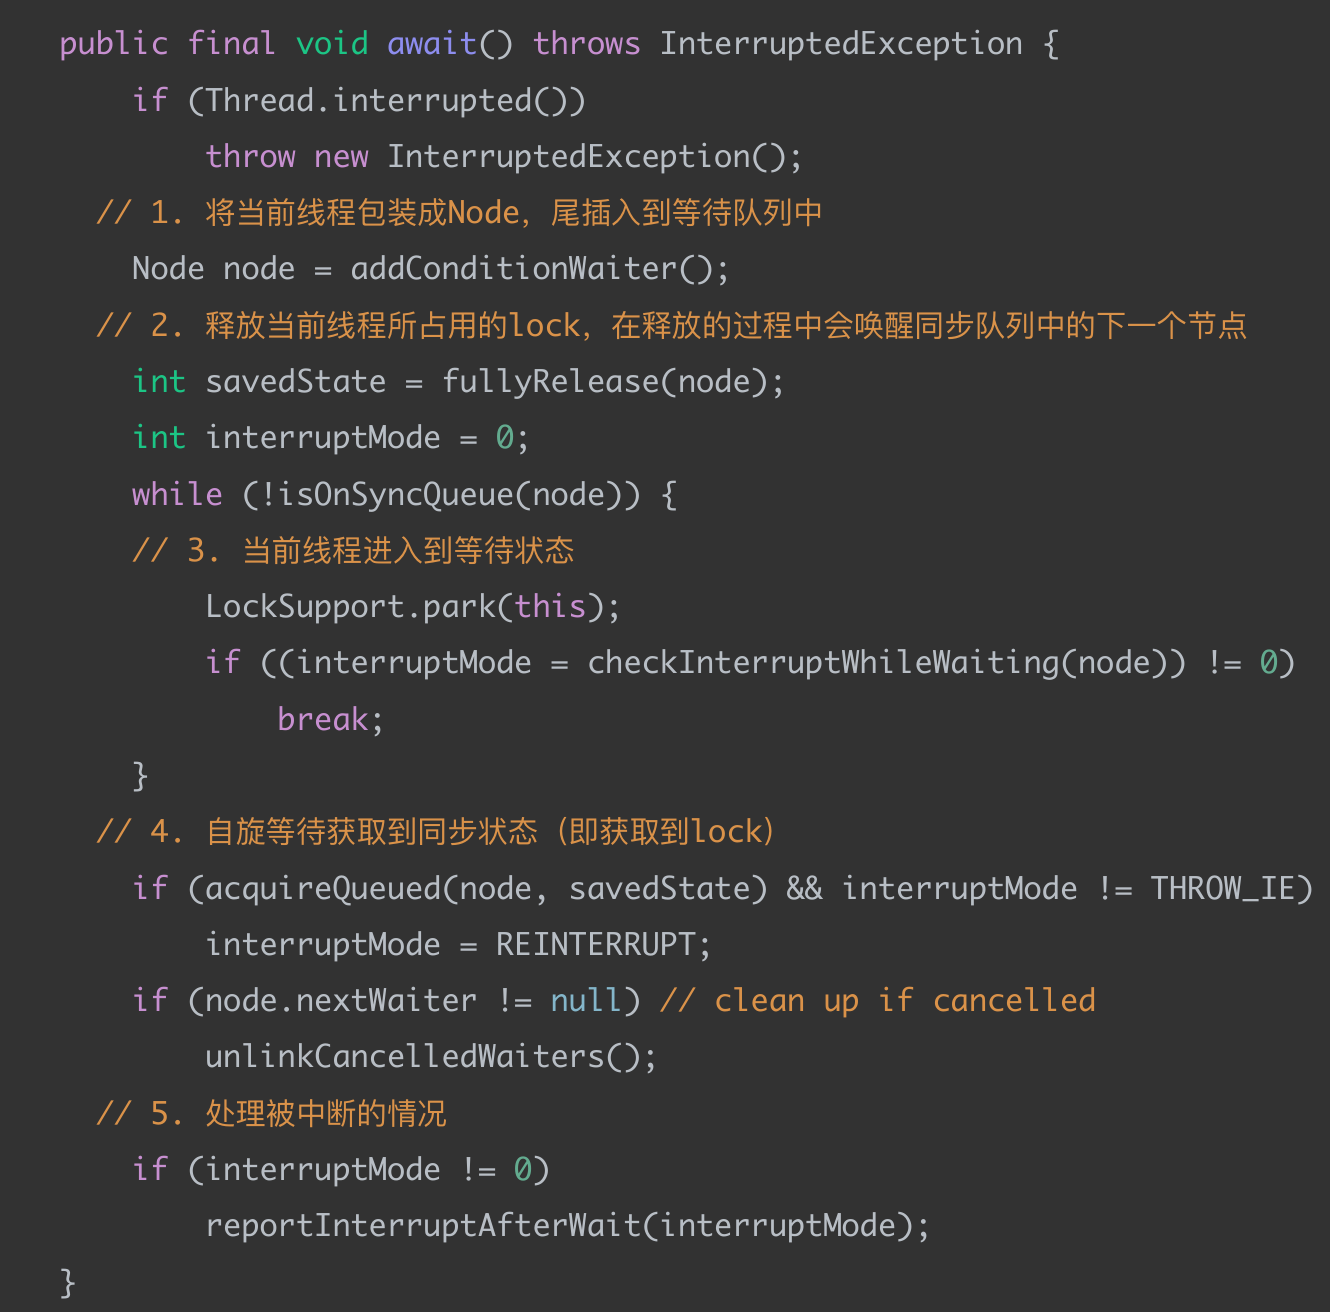 public final void await() throws InterruptedException {
    if (Thread.interrupted())
        throw new InterruptedException();
  // 1. 将当前线程包装成Node，尾插入到等待队列中
    Node node = addConditionWaiter();
  // 2. 释放当前线程所占用的lock，在释放的过程中会唤醒同步队列中的下一个节点
    int savedState = fullyRelease(node);
    int interruptMode = 0;
    while (!isOnSyncQueue(node)) {
    // 3. 当前线程进入到等待状态
        LockSupport.park(this);
        if ((interruptMode = checkInterruptWhileWaiting(node)) != 0)
            break;
    }
  // 4. 自旋等待获取到同步状态（即获取到lock）
    if (acquireQueued(node, savedState) && interruptMode != THROW_IE)
        interruptMode = REINTERRUPT;
    if (node.nextWaiter != null) // clean up if cancelled
        unlinkCancelledWaiters();
  // 5. 处理被中断的情况
    if (interruptMode != 0)
        reportInterruptAfterWait(interruptMode);
}